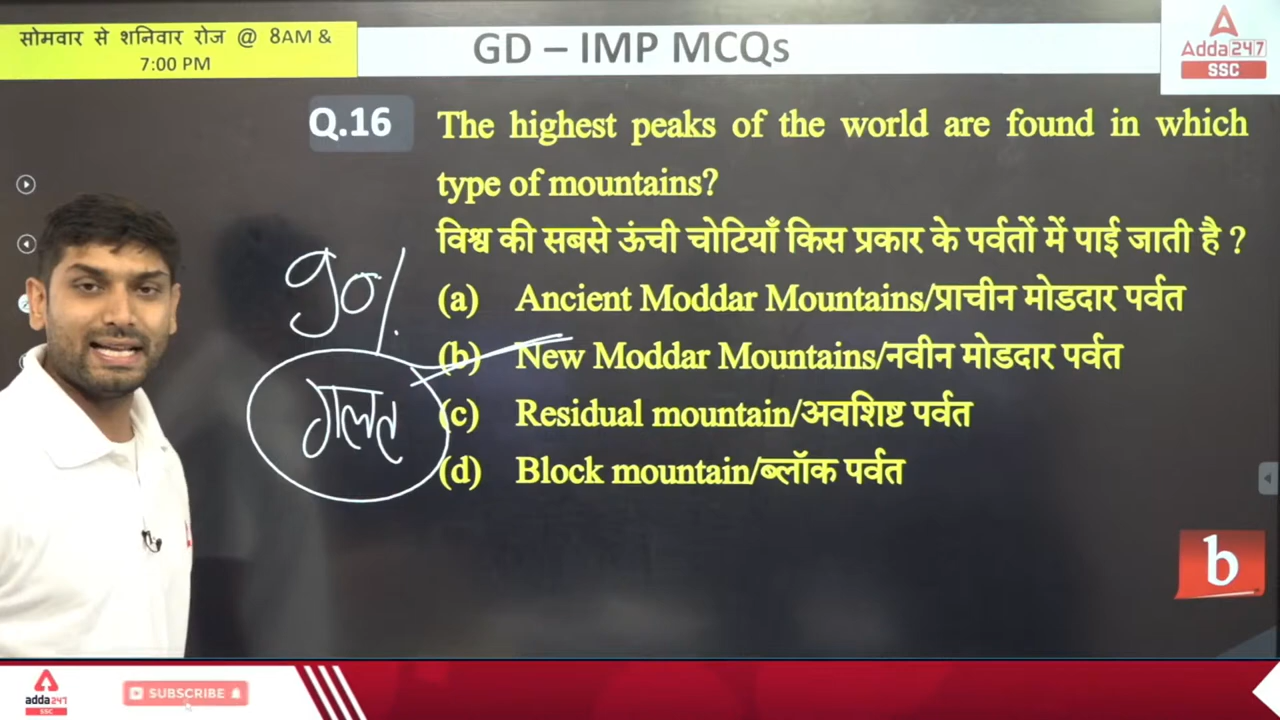 सोमवार से शनिवार रोज @ 8AM &
7:00 PM
GD – IMP MCQs
Adda247
SSC
Q.16
The highest peaks of the world are found in which
type of mountains?
विश्व की सबसे ऊंची चोटियाँ किस प्रकार के पर्वतों में पाई जाती है ?
90%
(a) Ancient Moddar Mountains/प्राचीन मोडदार पर्वत
(b) New Moddar Mountains/नवीन मोडदार पर्वत
गलत
(c) Residual mountain/अवशिष्ट पर्वत
(d) Block mountain/ब्लॉक पर्वत
b
adda247
SSC
SUBSCRIBE